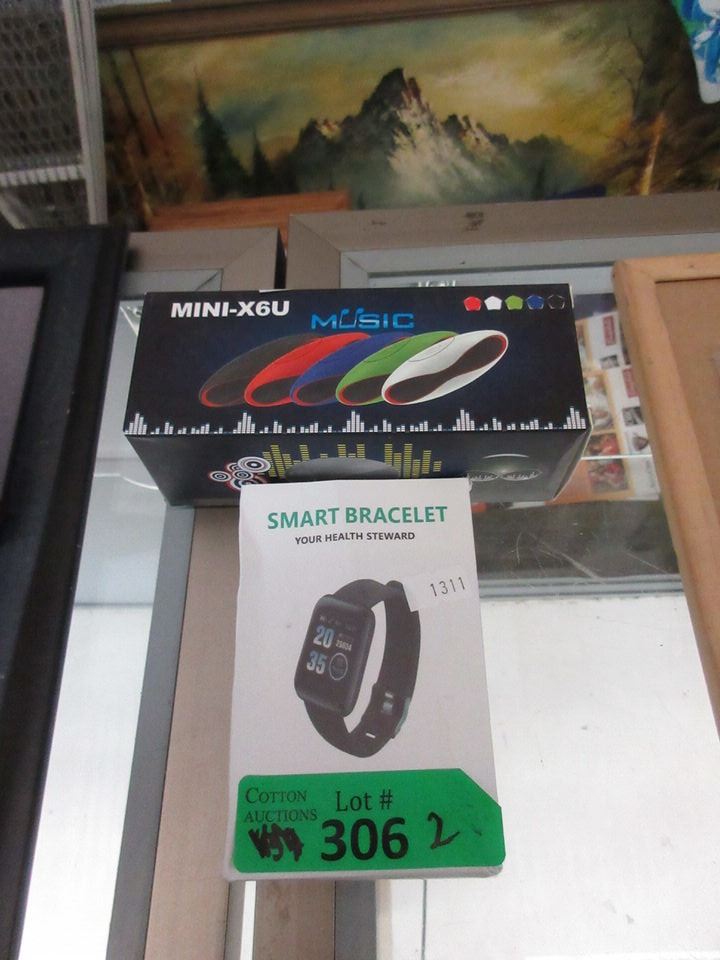 MINI-X6U
MUSIC
SMART BRACELET
YOUR HEALTH STEWARD
1311
20
35
COTTON
AUCTIONS
Lot #
306 2